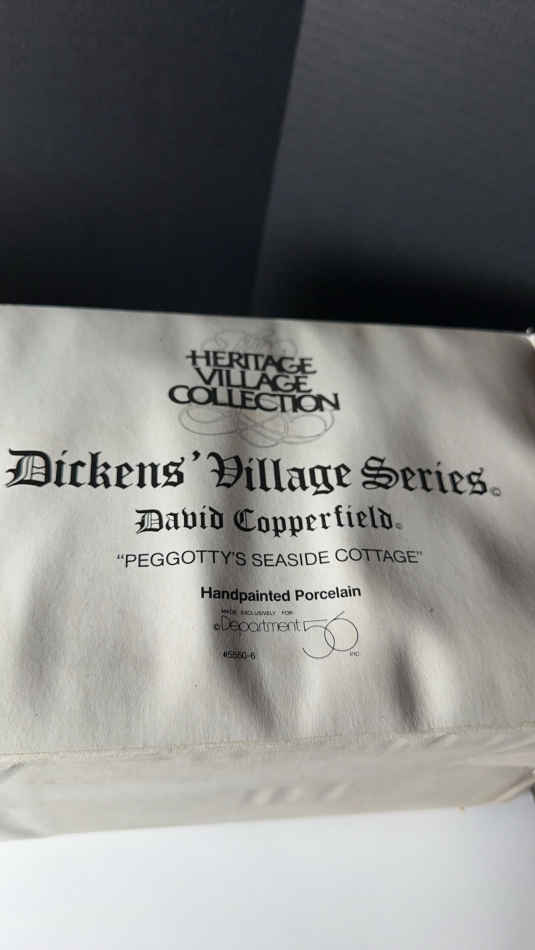 HERITAGE
VILLAGE
COLLECTION
Dickens' Village Series©
David Copperfield©
“PEGGOTTY'S SEASIDE COTTAGE”
Handpainted Porcelain
MADE EXCLUSIVELY FOR
©Department 56 INC.
#5550-6